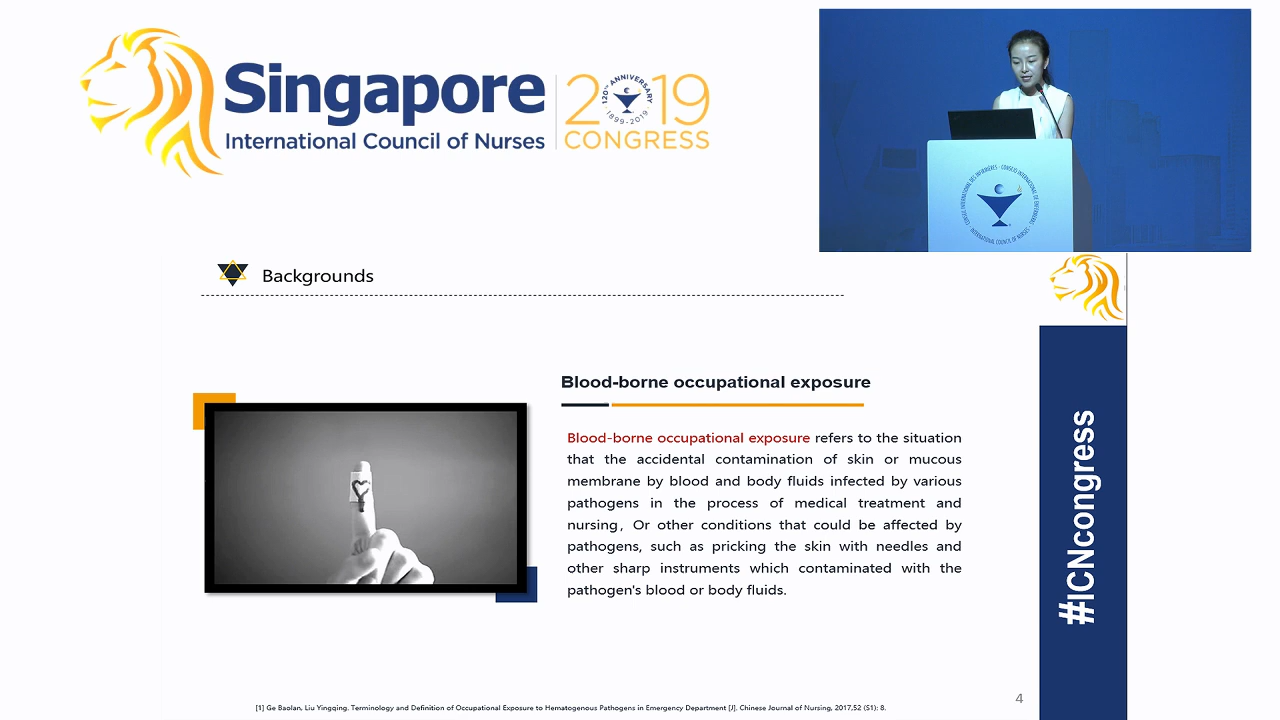 Singapore
International Council of Nurses
2019
CONGRESS
120TH ANNIVERSARY
1899-2019
Backgrounds
Blood-borne occupational exposure
Blood-borne occupational exposure refers to the situation
that the accidental contamination of skin or mucous
membrane by blood and body fluids infected by various
pathogens in the process of medical treatment and
nursing, Or other conditions that could be affected by
pathogens, such as pricking the skin with needles and
other sharp instruments which contaminated with the
pathogen's blood or body fluids.
#ICNcongress
4
[1] Ge Baolan, Liu Yingqing. Terminology and Definition of Occupational Exposure to Hematogenous Pathogens in Emergency Department [J]. Chinese Journal of Nursing, 2017,52 (S1): 8.